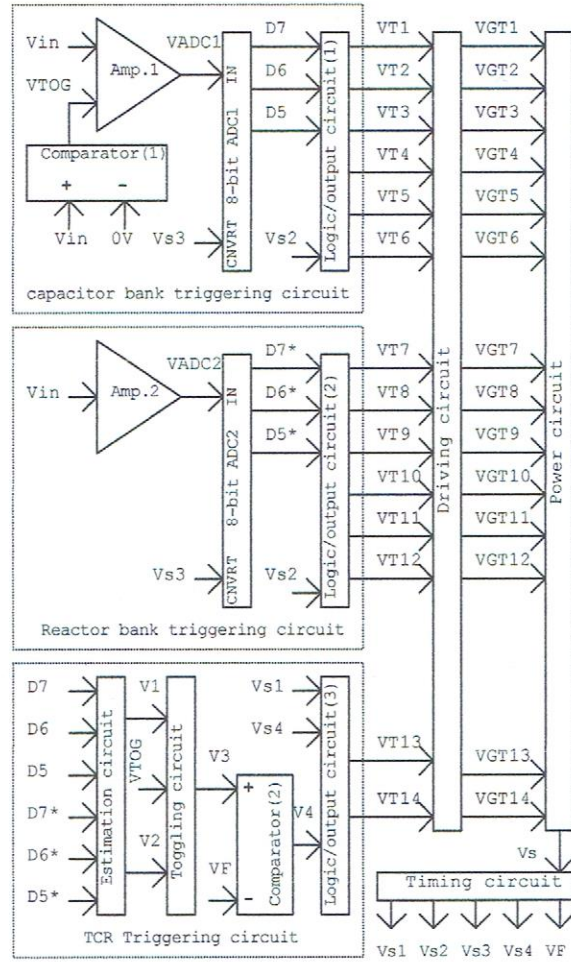 Vin
VTOG
Amp.1
VADC1
Comparator(1)
+ -
Vin 0V
Vs3
IN
8-bit ADC1
CNVRT
D7
D6
D5
Vs2
Logic/output circuit(1)
capacitor bank triggering circuit
VT1
VT2
VT3
VT4
VT5
VT6
VGT1
VGT2
VGT3
VGT4
VGT5
VGT6
Vin
Amp.2
VADC2
Vs3
IN
8-bit ADC2
CNVRT
D7*
D6*
D5*
Vs2
Logic/output circuit(2)
Reactor bank triggering circuit
VT7
VT8
VT9
VT10
VT11
VT12
Driving circuit
VGT7
VGT8
VGT9
VGT10
VGT11
VGT12
Power circuit
D7
D6
D5
D7*
D6*
D5*
Estimation circuit
V1
VTOG
V2
Toggling circuit
V3
VF
+
-
Comparator(2)
Vs1
Vs4
V4
Logic/output circuit(3)
TCR Triggering circuit
VT13
VT14
VGT13
VGT14
Vs
Timing circuit
Vs1 Vs2 Vs3 Vs4 VF